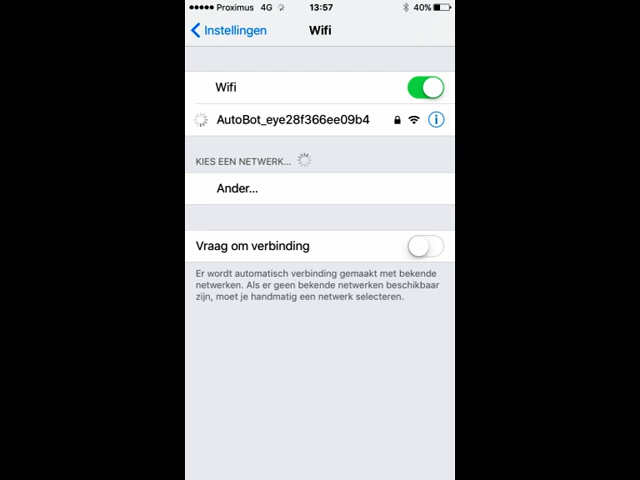 Proximus 4G 13:57 40%
Instellingen Wifi
Wifi
AutoBot_eye28f366ee09b4
KIES EEN NETWERK...
Ander...
Vraag om verbinding
Er wordt automatisch verbinding gemaakt met bekende
netwerken. Als er geen bekende netwerken beschikbaar
zijn, moet je handmatig een netwerk selecteren.